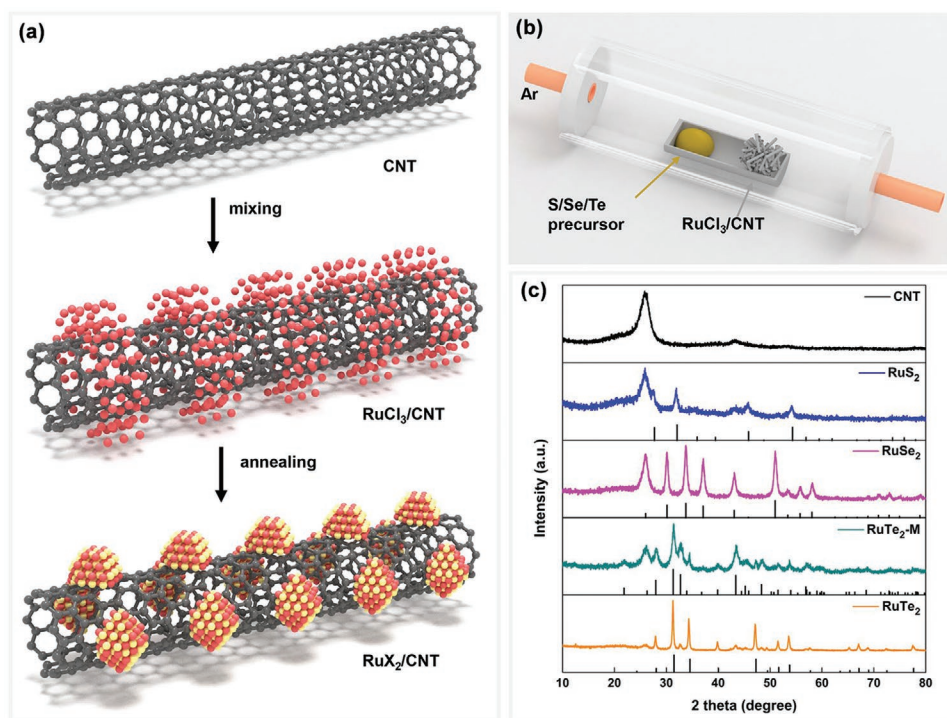 (a)
CNT
mixing
RuCl₃/CNT
annealing
RuX₂/CNT
(b)
Ar
S/Se/Te
precursor
RuCl₃/CNT
(c)
CNT
RuS₂
RuSe₂
RuTe₂-M
RuTe₂
Intensity (a.u.)
10 20 30 40 50 60 70 80
2 theta (degree)